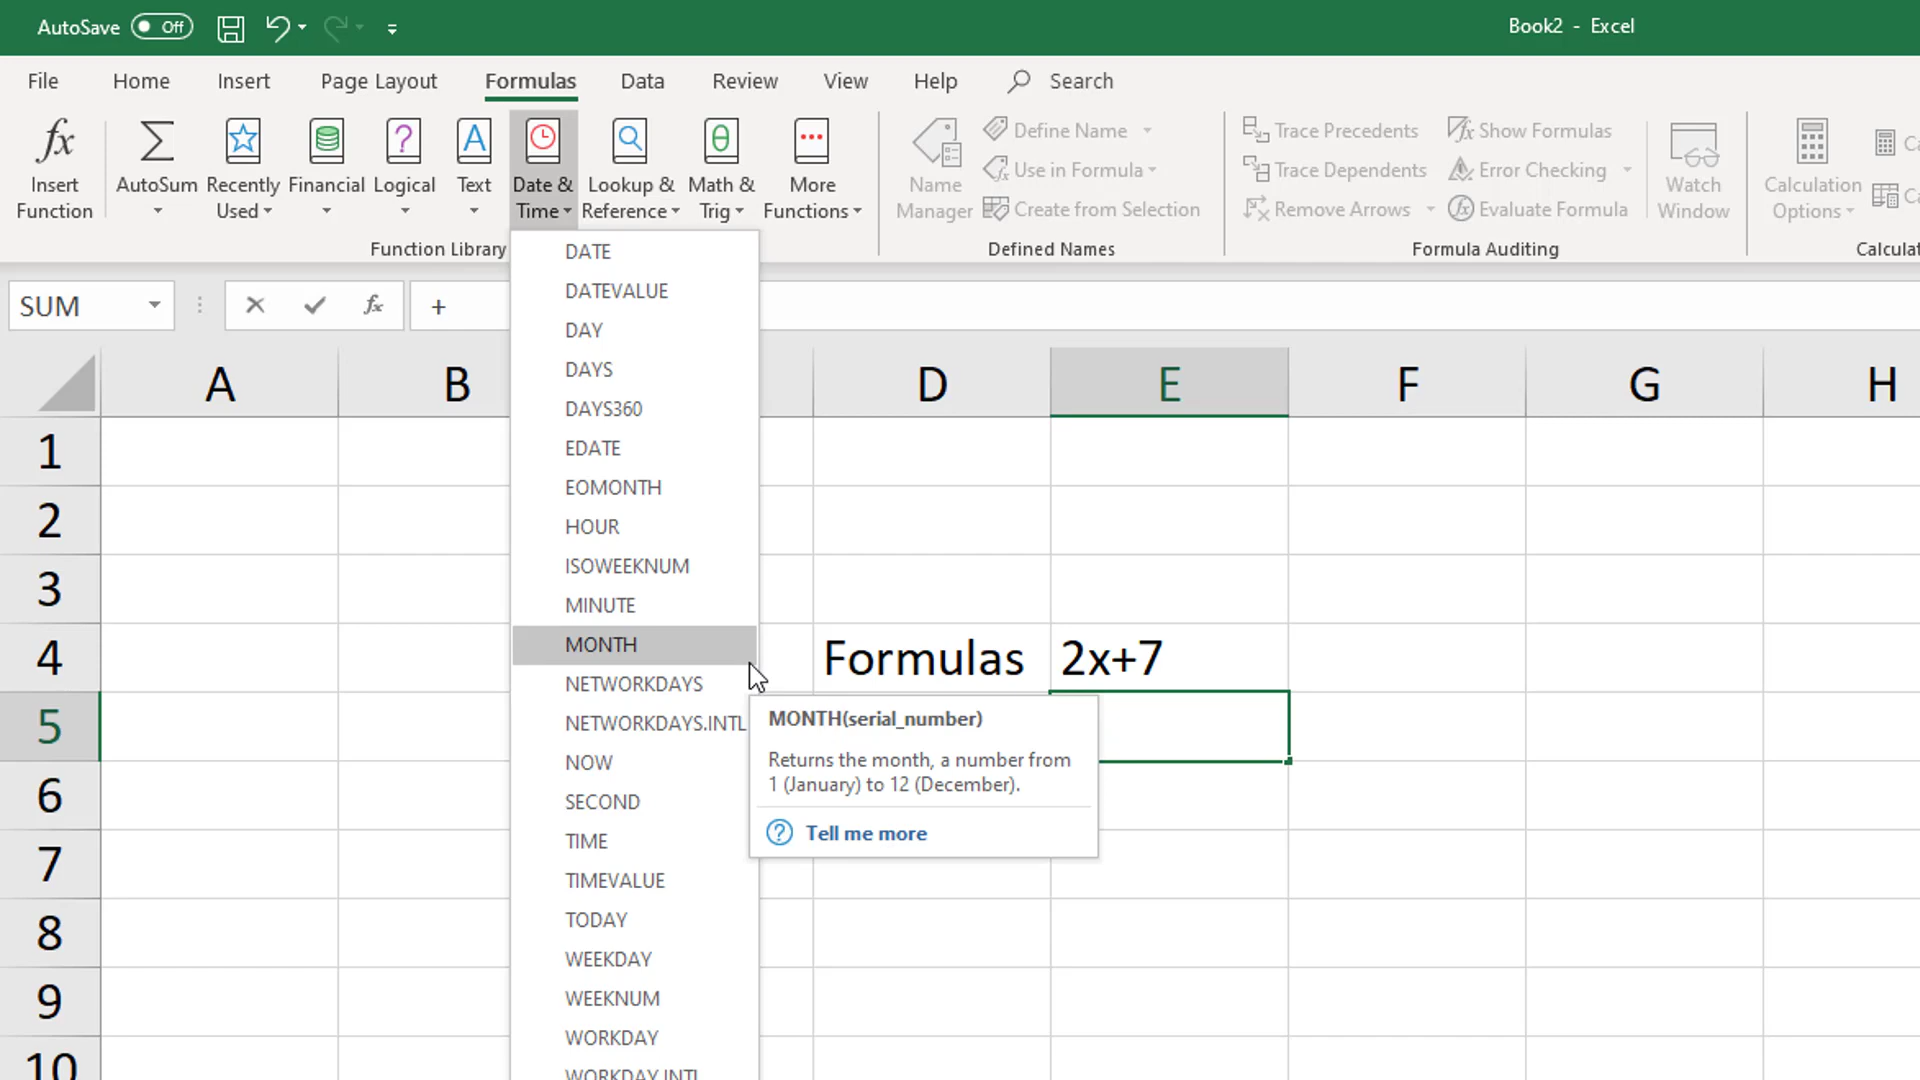 AutoSave Off
Book2 - Excel
File Home Insert Page Layout Formulas Data Review View Help Search
Insert Function
AutoSum
Recently Used
Financial
Logical
Text
Date & Time
Lookup & Reference
Math & Trig
More Functions
Function Library
Name Manager
Define Name
Use in Formula
Create from Selection
Defined Names
Trace Precedents
Trace Dependents
Remove Arrows
Show Formulas
Error Checking
Evaluate Formula
Formula Auditing
Watch Window
Calculation Options
SUM
fx
+
A B D E F G H
1
2
3
4 Formulas 2x+7
5
6
7
8
9
10
DATE
DATEVALUE
DAY
DAYS
DAYS360
EDATE
EOMONTH
HOUR
ISOWEEKNUM
MINUTE
MONTH
NETWORKDAYS
NETWORKDAYS.INTL
NOW
SECOND
TIME
TIMEVALUE
TODAY
WEEKDAY
WEEKNUM
WORKDAY
WORKDAY.INTL
MONTH(serial_number)
Returns the month, a number from
1 (January) to 12 (December).
Tell me more